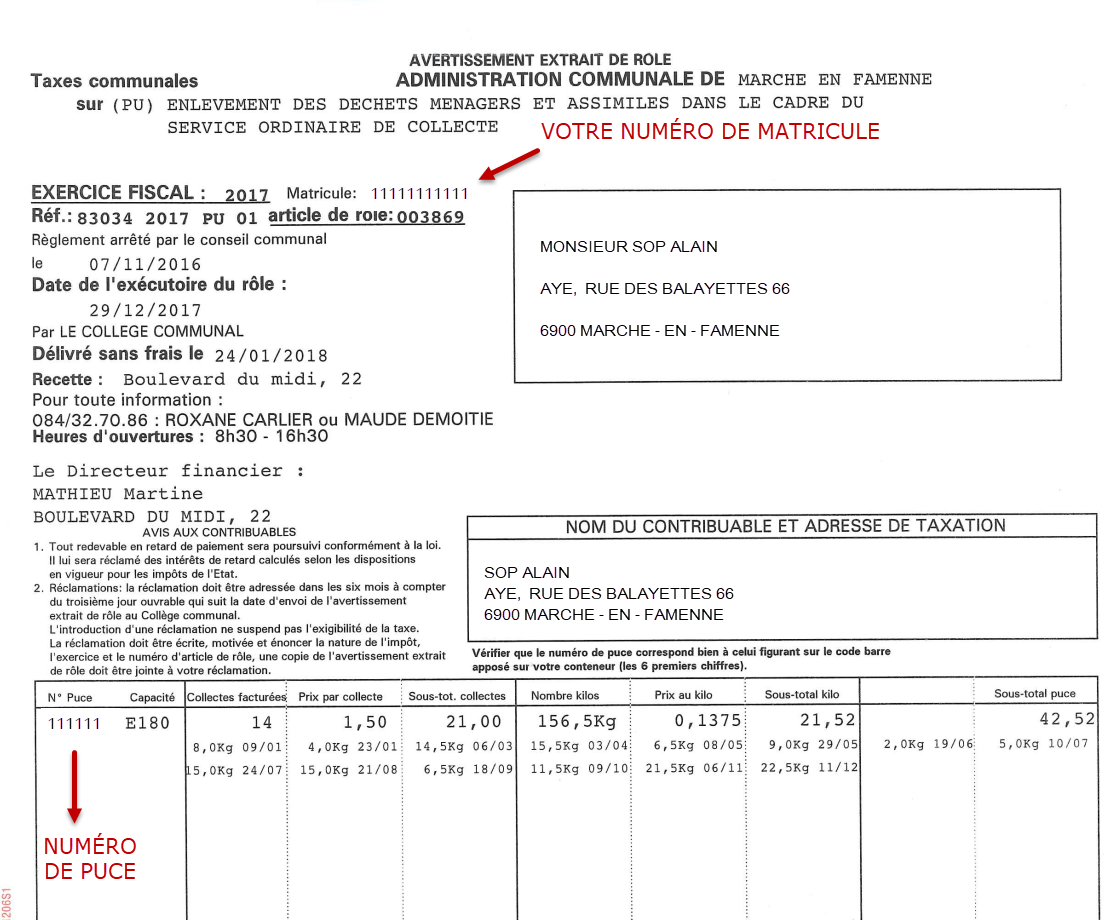 AVERTISSEMENT EXTRAIT DE ROLE
Taxes communales ADMINISTRATION COMMUNALE DE MARCHE EN FAMENNE
sur (PU) ENLEVEMENT DES DECHETS MENAGERS ET ASSIMILES DANS LE CADRE DU
SERVICE ORDINAIRE DE COLLECTE
VOTRE NUMÉRO DE MATRICULE
EXERCICE FISCAL : 2017 Matricule: 11111111111
Réf.: 83034 2017 PU 01 article de role: 003869
Règlement arrêté par le conseil communal
le 07/11/2016
Date de l'exécutoire du rôle :
29/12/2017
Par LE COLLEGE COMMUNAL
Délivré sans frais le 24/01/2018
Recette : Boulevard du midi, 22
Pour toute information :
084/32.70.86 : ROXANE CARLIER ou MAUDE DEMOITIE
Heures d'ouvertures : 8h30 - 16h30
MONSIEUR SOP ALAIN
AYE, RUE DES BALAYETTES 66
6900 MARCHE - EN - FAMENNE
Le Directeur financier :
MATHIEU Martine
BOULEVARD DU MIDI, 22
AVIS AUX CONTRIBUABLES
1. Tout redevable en retard de paiement sera poursuivi conformément à la loi.
Il lui sera réclamé des intérêts de retard calculés selon les dispositions
en vigueur pour les impôts de l'Etat.
2. Réclamations: la réclamation doit être adressée dans les six mois à compter
du troisième jour ouvrable qui suit la date d'envoi de l'avertissement
extrait de rôle au Collège communal.
L'introduction d'une réclamation ne suspend pas l'exigibilité de la taxe.
La réclamation doit être écrite, motivée et énoncer la nature de l'impôt,
l'exercice et le numéro d'article de rôle, une copie de l'avertissement extrait
de rôle doit être jointe à votre réclamation.
NOM DU CONTRIBUABLE ET ADRESSE DE TAXATION
SOP ALAIN
AYE, RUE DES BALAYETTES 66
6900 MARCHE - EN - FAMENNE
Vérifier que le numéro de puce correspond bien à celui figurant sur le code barre
apposé sur votre conteneur (les 6 premiers chiffres).
N° Puce Capacité Collectes facturées Prix par collecte Sous-tot. collectes Nombre kilos Prix au kilo Sous-total kilo Sous-total puce
111111 E180 14 1,50 21,00 156,5Kg 0,1375 21,52 42,52
8,0Kg 09/01 4,0Kg 23/01 14,5Kg 06/03 15,5Kg 03/04 6,5Kg 08/05 9,0Kg 29/05 2,0Kg 19/06 5,0Kg 10/07
15,0Kg 24/07 15,0Kg 21/08 6,5Kg 18/09 11,5Kg 09/10 21,5Kg 06/11 22,5Kg 11/12
NUMÉRO
DE PUCE
206S1